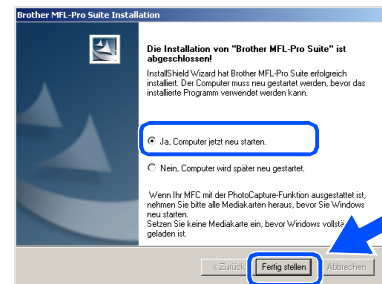 Brother MFL-Pro Suite Installation
Die Installation von "Brother MFL-Pro Suite" ist
abgeschlossen!
InstallShield Wizard hat Brother MFL-Pro Suite erfolgreich
installiert. Der Computer muss neu gestartet werden, bevor das
installierte Programm verwendet werden kann.
Ja, Computer jetzt neu starten.
Nein, Computer wird später neu gestartet.
Wenn Ihr MFC mit der PhotoCapture-Funktion ausgestattet ist,
nehmen Sie bitte alle Mediakarten heraus, bevor Sie Windows
neu starten.
Setzen Sie keine Mediakarte ein, bevor Windows
geladen ist.
< Zurück Fertig stellen Abbrechen